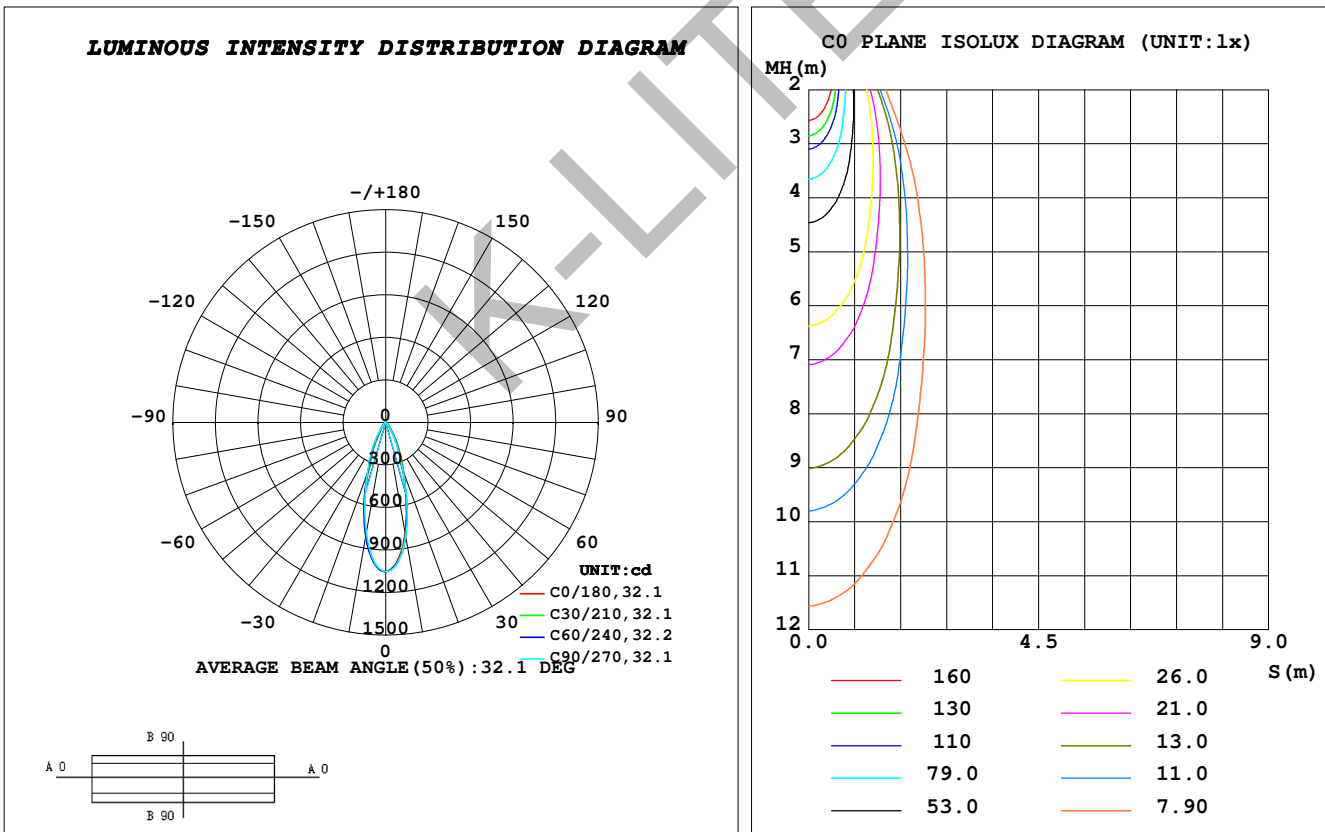 LUMINOUS INTENSITY DISTRIBUTION DIAGRAM
-/+180
-150 150
-120 120
-90 0 90
300
600
-60 900 60
UNIT:cd
1200
C0/180,32.1
-30 30
C30/210,32.1
1500
C60/240,32.2
0
C90/270,32.1
AVERAGE BEAM ANGLE(50%):32.1 DEG
B 90
A 0 A 0
B 90
C0 PLANE ISOLUX DIAGRAM (UNIT:lx)
MH(m)
2
3
4
5
6
7
8
9
10
11
12
0.0 4.5 9.0
S(m)
160 26.0
130 21.0
110 13.0
79.0 11.0
53.0 7.90
K-LITE